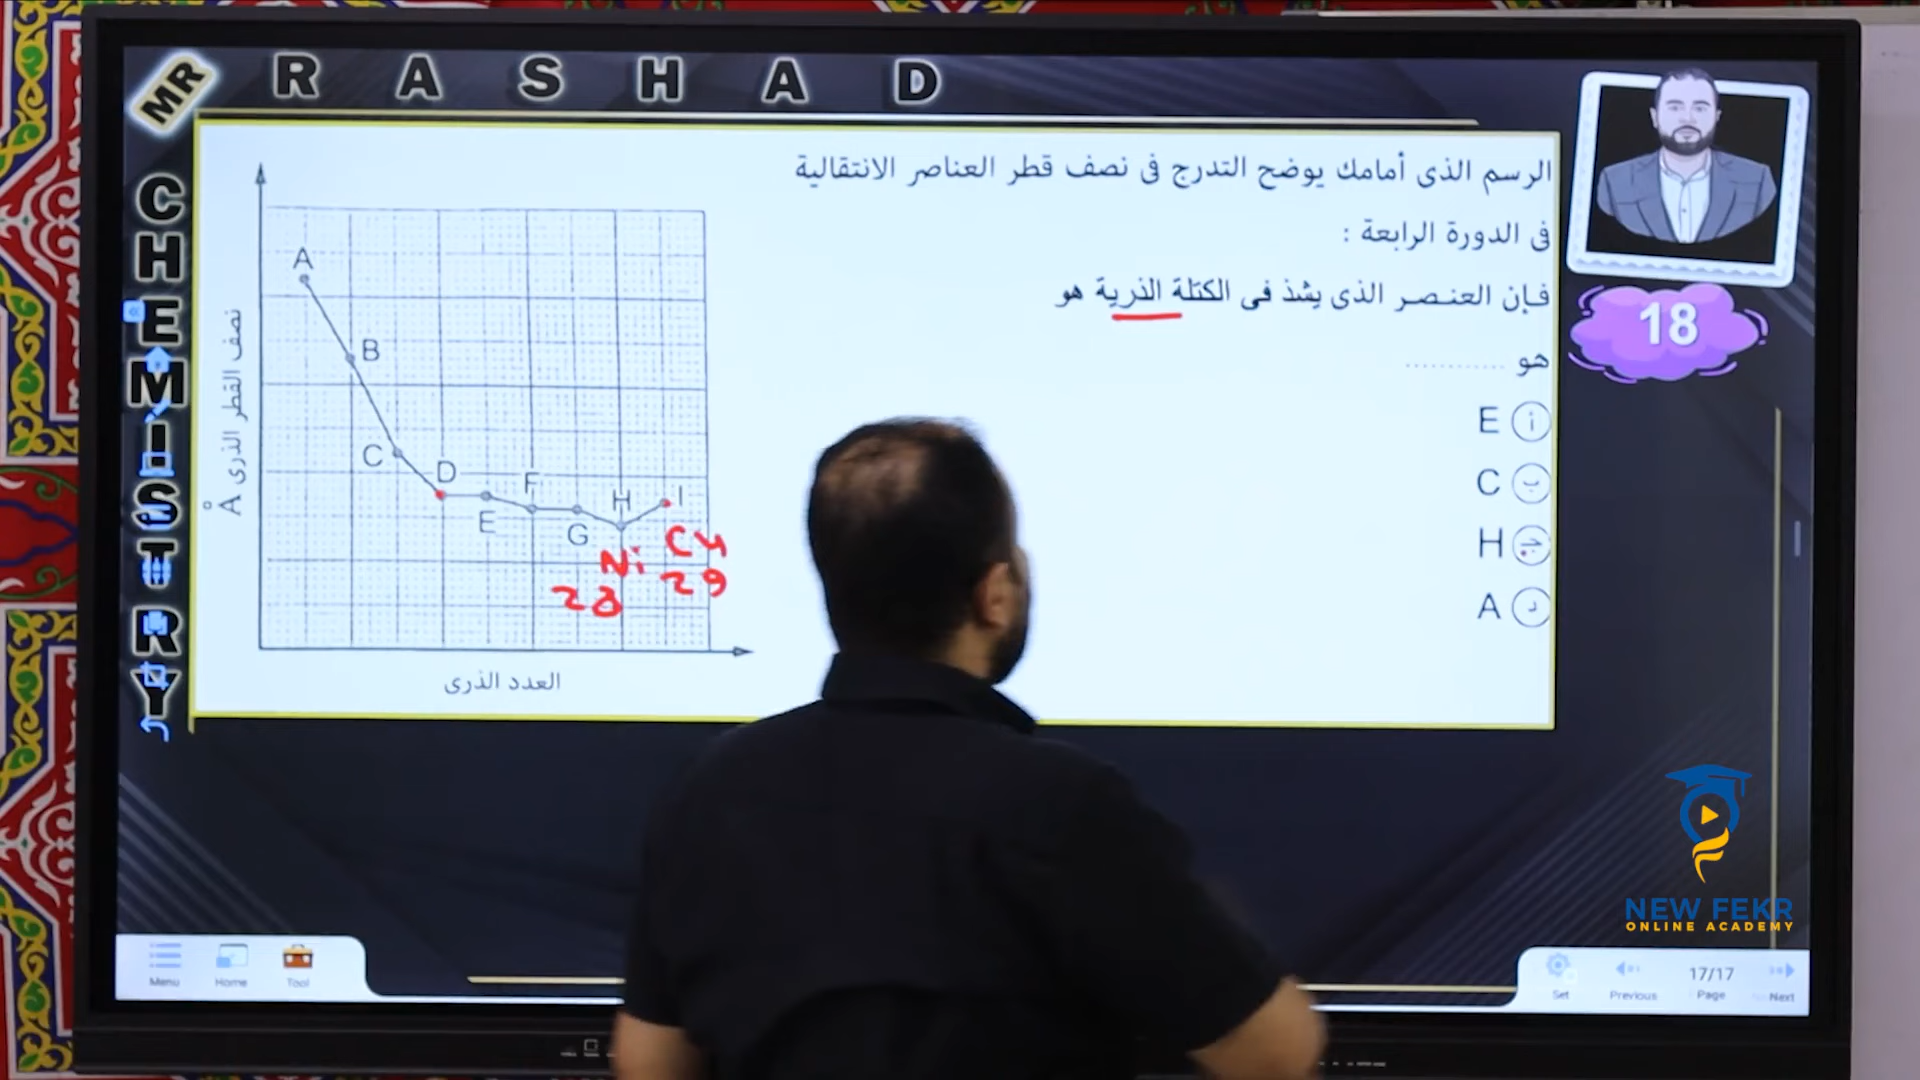 MR R A S H A D
CHEMISTRY
الرسم الذى أمامك يوضح التدرج فى نصف قطر العناصر الانتقالية
فى الدورة الرابعة :
فإن العنصر الذى يشذ فى الكتلة الذرية هو
هو ...........
أ E
ب C
ج H
د A
18
نصف القطر الذرى Å
A
B
C
D
E
F
G
H
I
Ni
28
Cu
29
العدد الذرى
NEW FEKR
ONLINE ACADEMY
Menu
Home
Tool
Set
Previous
17/17
Page
Next